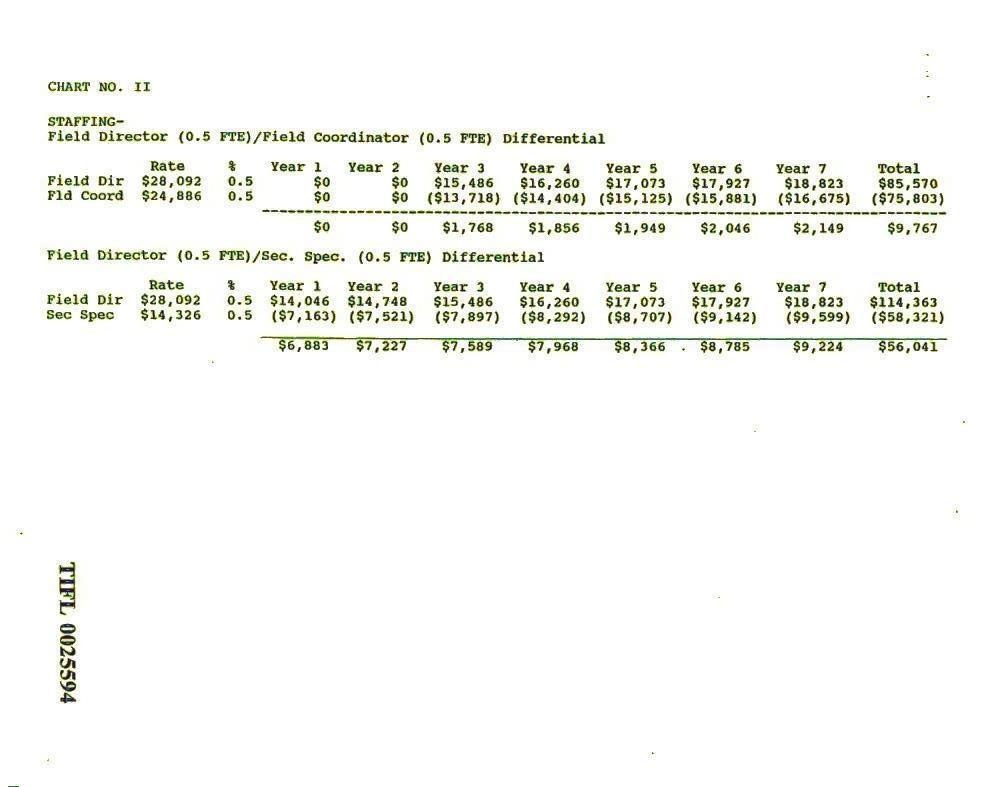 CHART NO. II
STAFFING-
Field Director (0.5 FTE)/Field Coordinator (0.5 FTE) Differential
Rate % Year 1 Year 2 Year 3 Year 4 Year 5 Year 6 Year 7 Total
Field Dir $28,092 0.5 $0 $0 $15,486 $16,260 $17,073 $17,927 $18,823 $85,570
Fld Coord $24,886 0.5 $0 $0 ($13,718) ($14,404) ($15,125) ($15,881) ($16,675) ($75,803)
$0 $0 $1,768 $1,856 $1,949 $2,046 $2,149 $9,767
Field Director (0.5 FTE)/Sec. Spec. (0.5 FTE) Differential
Rate % Year 1 Year 2 Year 3 Year 4 Year 5 Year 6 Year 7 Total
Field Dir $28,092 0.5 $14,046 $14,748 $15,486 $16,260 $17,073 $17,927 $18,823 $114,363
Sec Spec $14,326 0.5 ($7,163) ($7,521) ($7,897) ($8,292) ($8,707) ($9,142) ($9,599) ($58,321)
$6,883 $7,227 $7,589 $7,968 $8,366 $8,785 $9,224 $56,041
TIFL 0025594